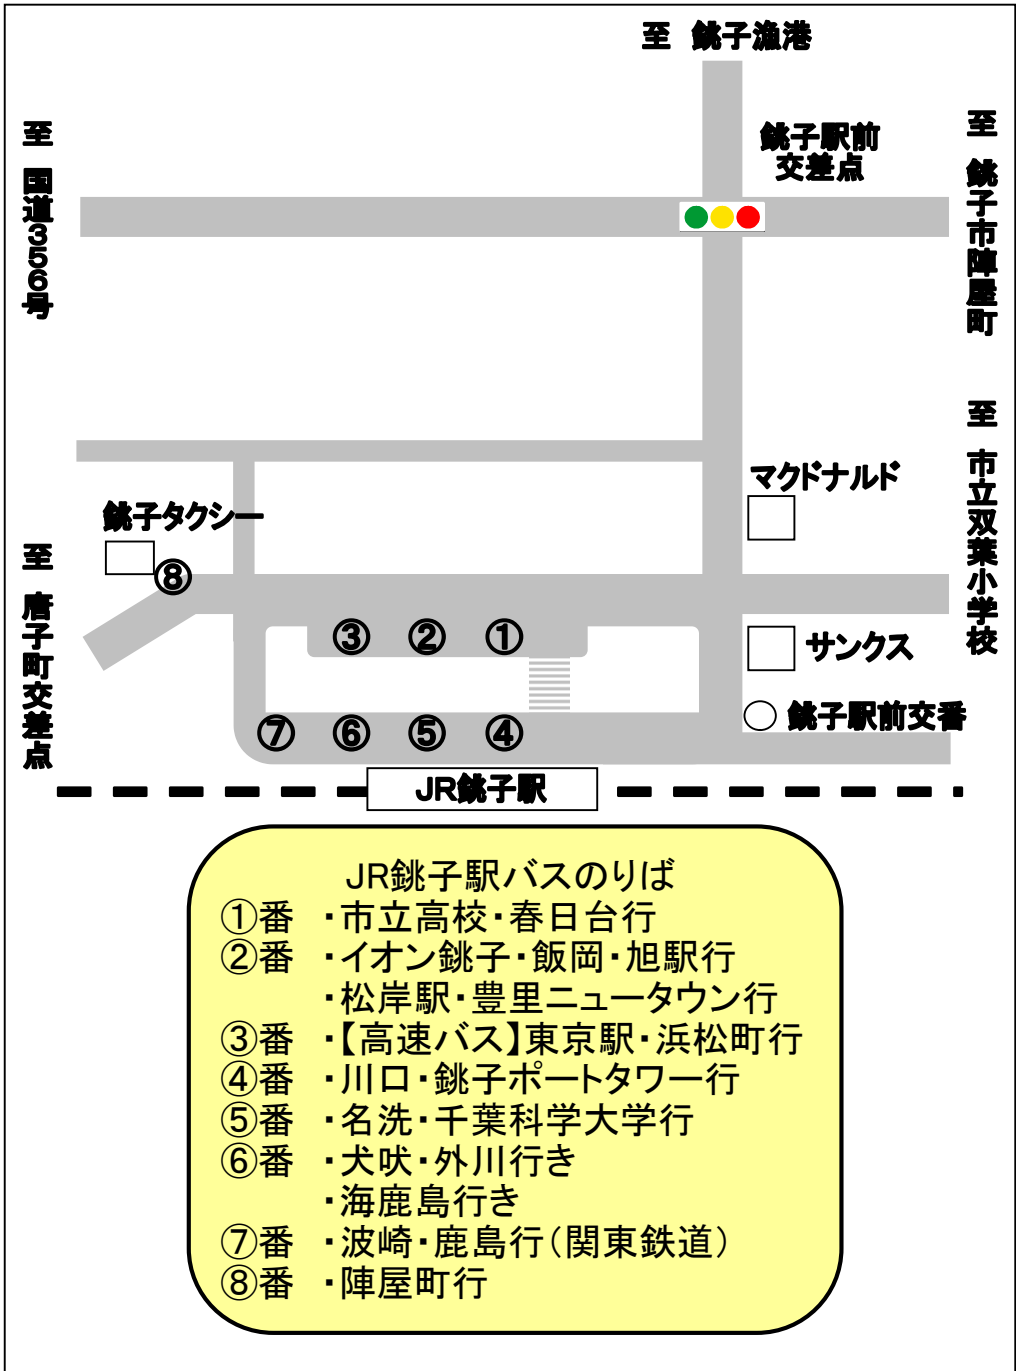 至 銚子漁港
至 国道356号
銚子駅前
交差点
至 銚子市陣屋町
至 市立双葉小学校
マクドナルド
銚子タクシー
至 唐子町交差点
⑧
③ ② ①
サンクス
⑦ ⑥ ⑤ ④
銚子駅前交番
JR銚子駅
JR銚子駅バスのりば
①番 ・市立高校・春日台行
②番 ・イオン銚子・飯岡・旭駅行
・松岸駅・豊里ニュータウン行
③番 ・【高速バス】東京駅・浜松町行
④番 ・川口・銚子ポートタワー行
⑤番 ・名洗・千葉科学大学行
⑥番 ・犬吠・外川行き
・海鹿島行き
⑦番 ・波崎・鹿島行(関東鉄道)
⑧番 ・陣屋町行